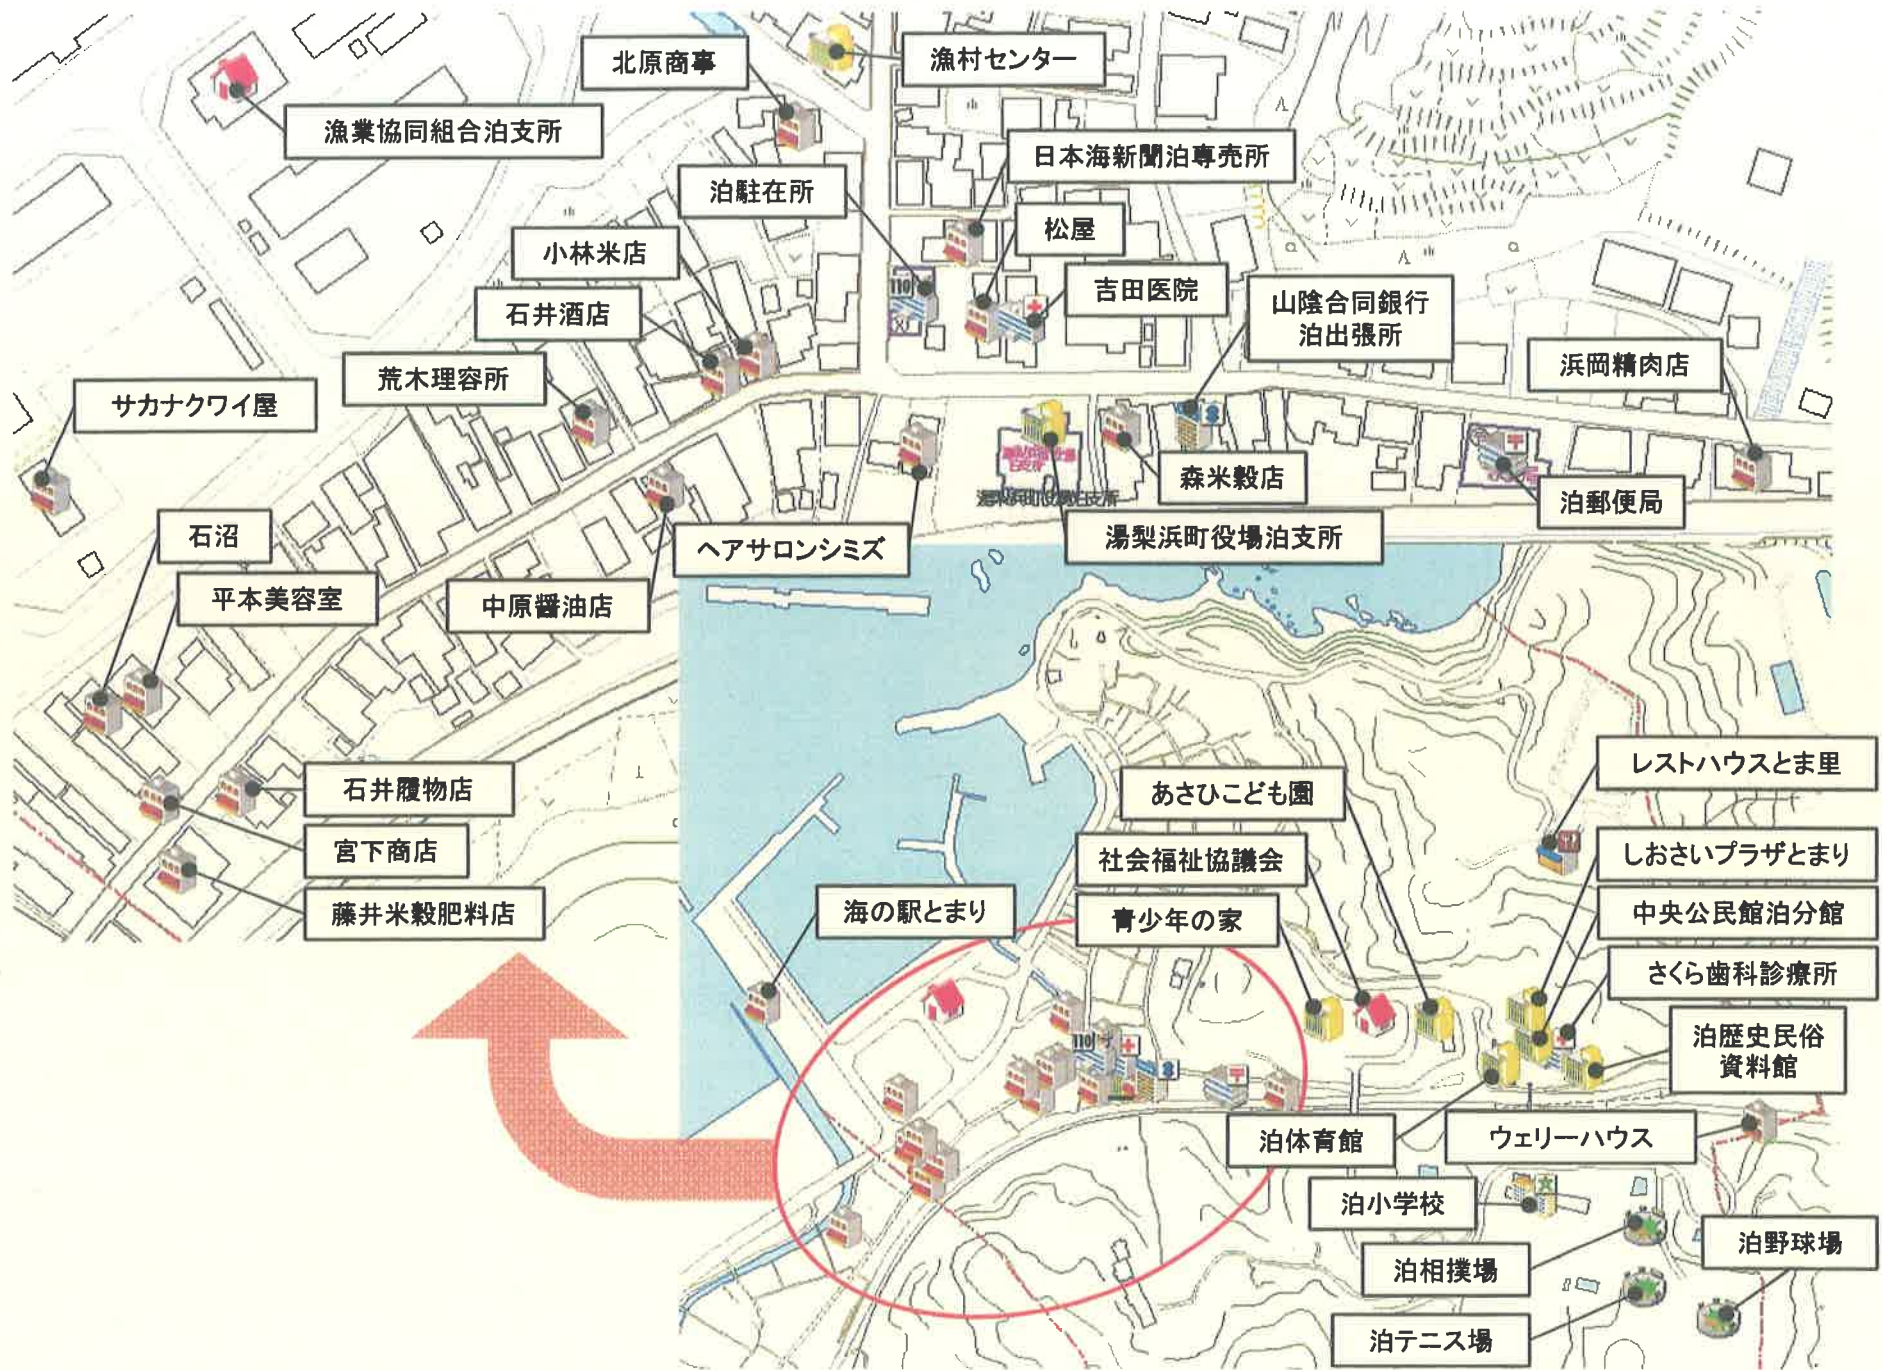 北原商事
漁村センター
漁業協同組合泊支所
日本海新聞泊専売所
泊駐在所
松屋
小林米店
吉田医院
石井酒店
山陰合同銀行
泊出張所
荒木理容所
浜岡精肉店
サカナクワイ屋
森米穀店
泊郵便局
石沼
ヘアサロンシミズ
湯梨浜町役場泊支所
平本美容室
中原醤油店
石井履物店
宮下商店
藤井米穀肥料店
レストハウスとま里
あさひこども園
社会福祉協議会
しおさいプラザとまり
海の駅とまり
青少年の家
中央公民館泊分館
さくら歯科診療所
泊歴史民俗
資料館
泊体育館
ウェリーハウス
泊小学校
泊相撲場
泊野球場
泊テニス場
110
110